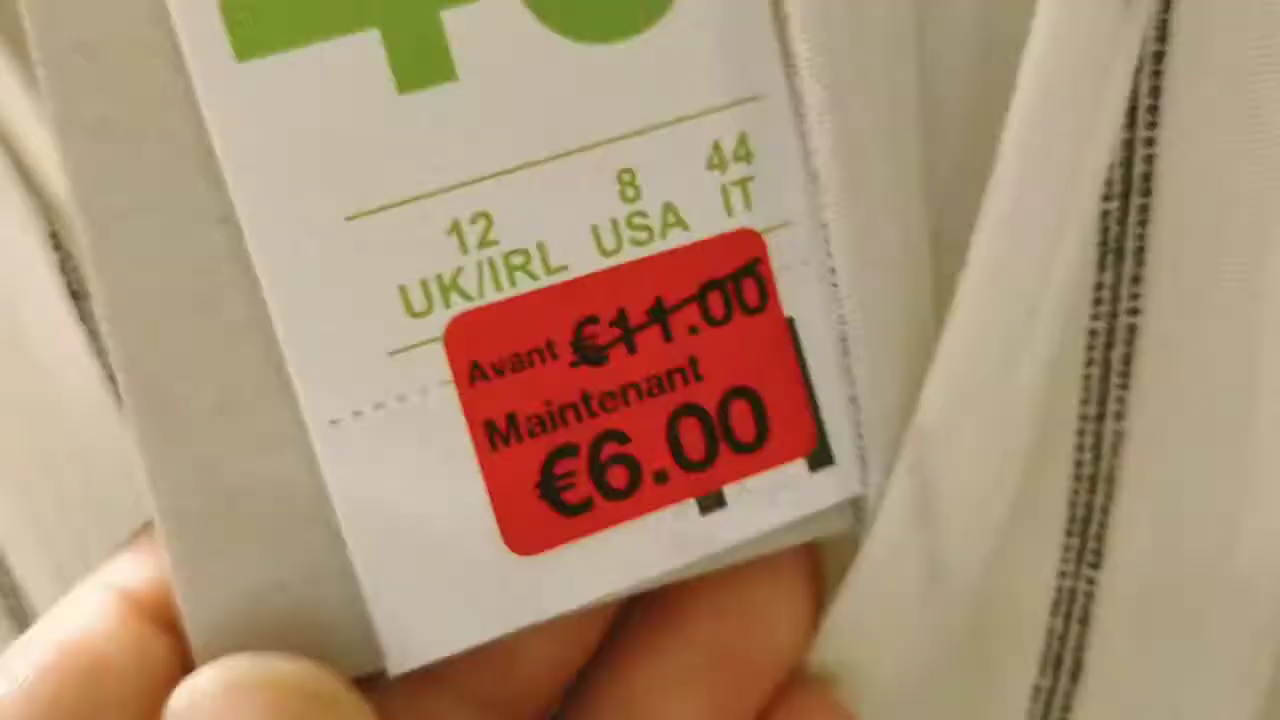 12 8 44
UK/IRL USA IT
Avant €11.00
Maintenant
€6.00